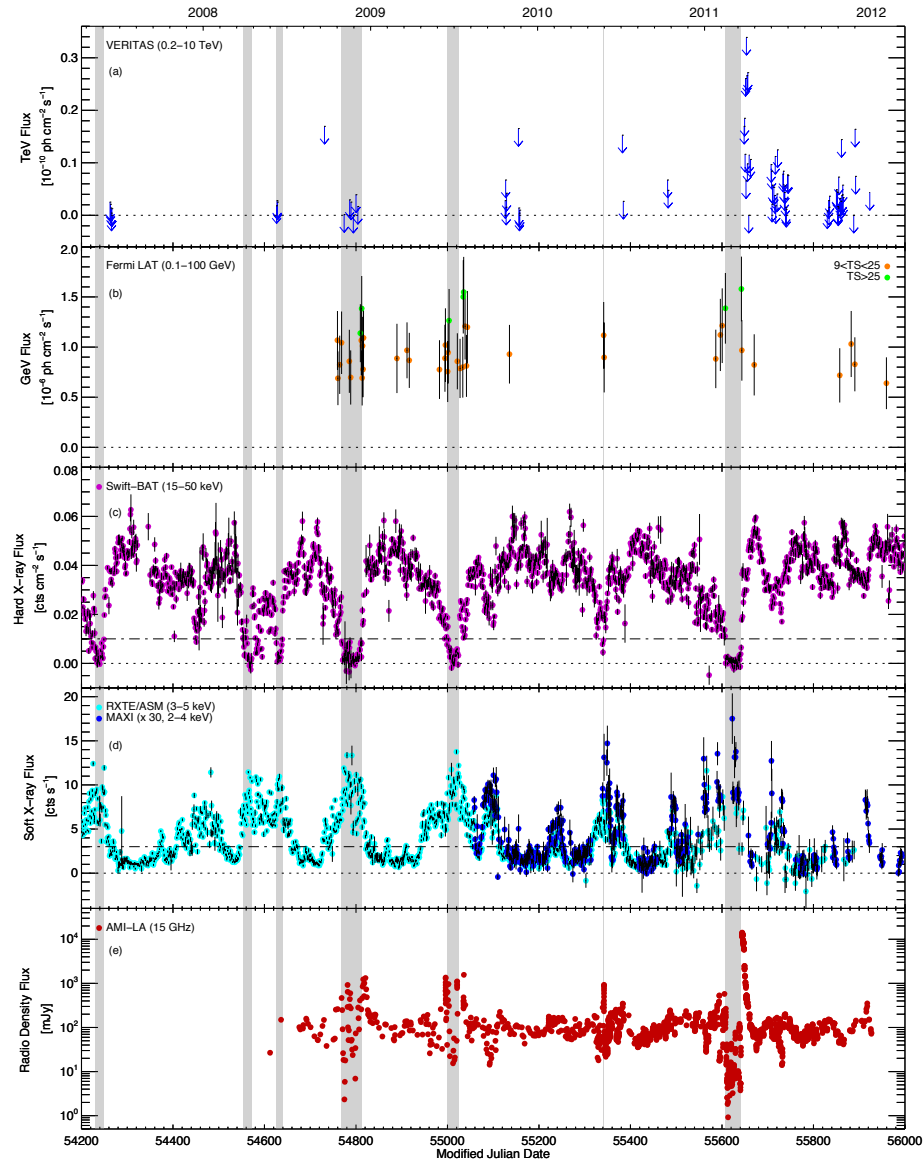 2008 2009 2010 2011 2012
VERITAS (0.2–10 TeV)
(a)
TeV Flux
[10⁻¹⁰ ph cm⁻² s⁻¹]
0.3
0.2
0.1
0.0
Fermi LAT (0.1–100 GeV)
(b)
9<TS<25
TS>25
GeV Flux
[10⁻⁶ ph cm⁻² s⁻¹]
2.0
1.5
1.0
0.5
0.0
Swift–BAT (15–50 keV)
(c)
Hard X–ray Flux
[cts cm⁻² s⁻¹]
0.08
0.06
0.04
0.02
0.00
RXTE/ASM (3–5 keV)
MAXI (x 30, 2–4 keV)
(d)
Soft X–ray Flux
[cts s⁻¹]
20
15
10
5
0
AMI–LA (15 GHz)
(e)
Radio Density Flux
[mJy]
10⁴
10³
10²
10¹
10⁰
54200 54400 54600 54800 55000 55200 55400 55600 55800 56000
Modified Julian Date